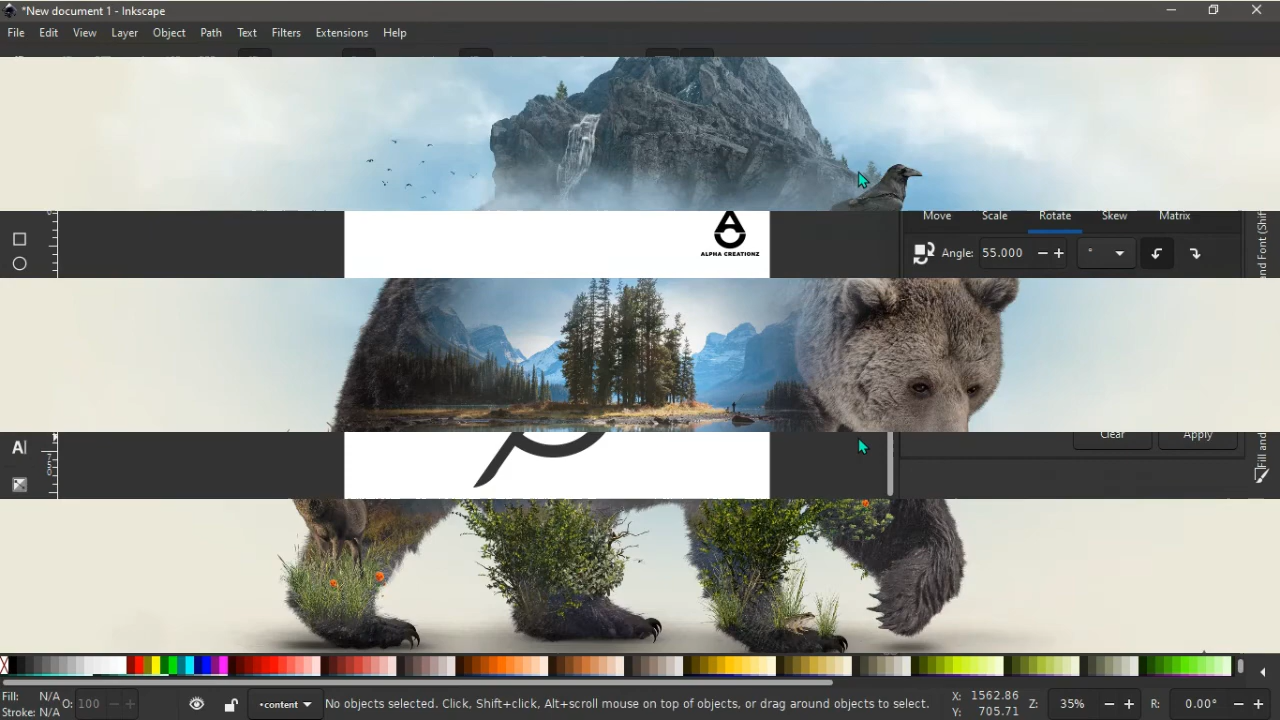 *New document 1 - Inkscape
File Edit View Layer Object Path Text Filters Extensions Help
Move Scale Rotate Skew Matrix
ALPHA CREATIONZ
Angle: 55.000 °
Clear Apply
Fill: N/A O: 100
Stroke: N/A
•content
No objects selected. Click, Shift+click, Alt+scroll mouse on top of objects, or drag around objects to select.
X: 1562.86
Y: 705.71
Z: 35%
R: 0.00°